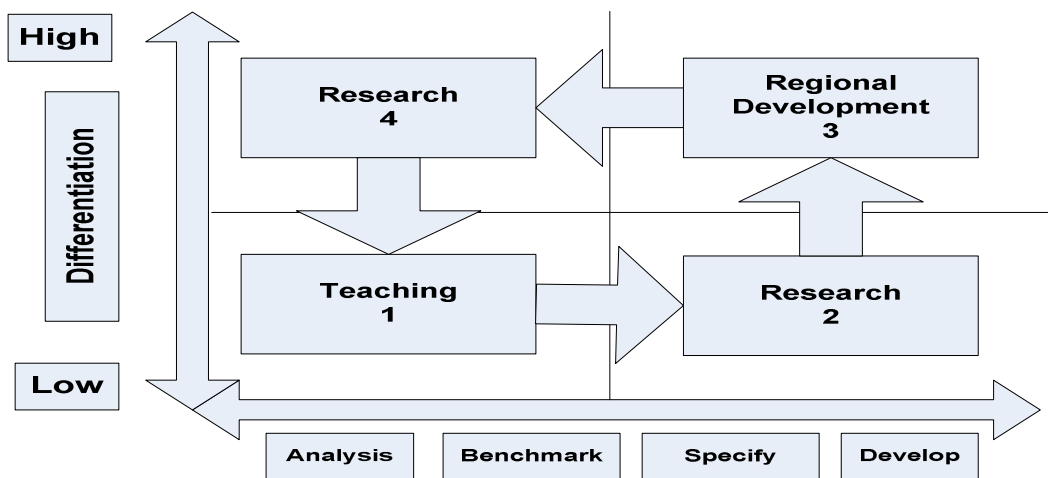 High
Research
4
Regional
Development
3
Differentiation
Teaching
1
Research
2
Low
Analysis
Benchmark
Specify
Develop